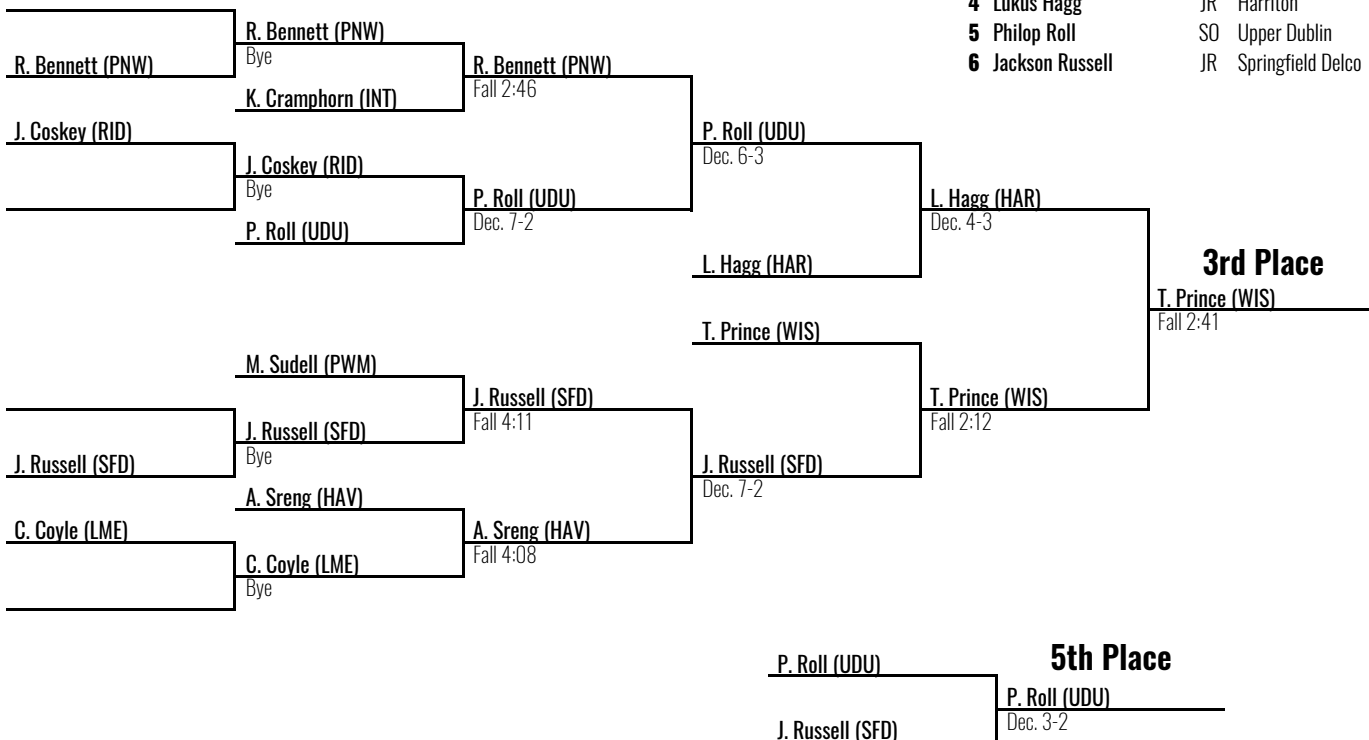 4 Lukus Hagg JR Harriton
5 Philop Roll SO Upper Dublin
6 Jackson Russell JR Springfield Delco
R. Bennett (PNW)
R. Bennett (PNW)
Bye
K. Cramphorn (INT)
R. Bennett (PNW)
Fall 2:46
J. Coskey (RID)
J. Coskey (RID)
Bye
P. Roll (UDU)
P. Roll (UDU)
Dec. 7-2
P. Roll (UDU)
Dec. 6-3
L. Hagg (HAR)
L. Hagg (HAR)
Dec. 4-3
3rd Place
T. Prince (WIS)
Fall 2:41
T. Prince (WIS)
T. Prince (WIS)
Fall 2:12
M. Sudell (PWM)
J. Russell (SFD)
J. Russell (SFD)
Bye
J. Russell (SFD)
Fall 4:11
J. Russell (SFD)
Dec. 7-2
A. Sreng (HAV)
C. Coyle (LME)
C. Coyle (LME)
Bye
A. Sreng (HAV)
Fall 4:08
5th Place
P. Roll (UDU)
P. Roll (UDU)
Dec. 3-2
J. Russell (SFD)